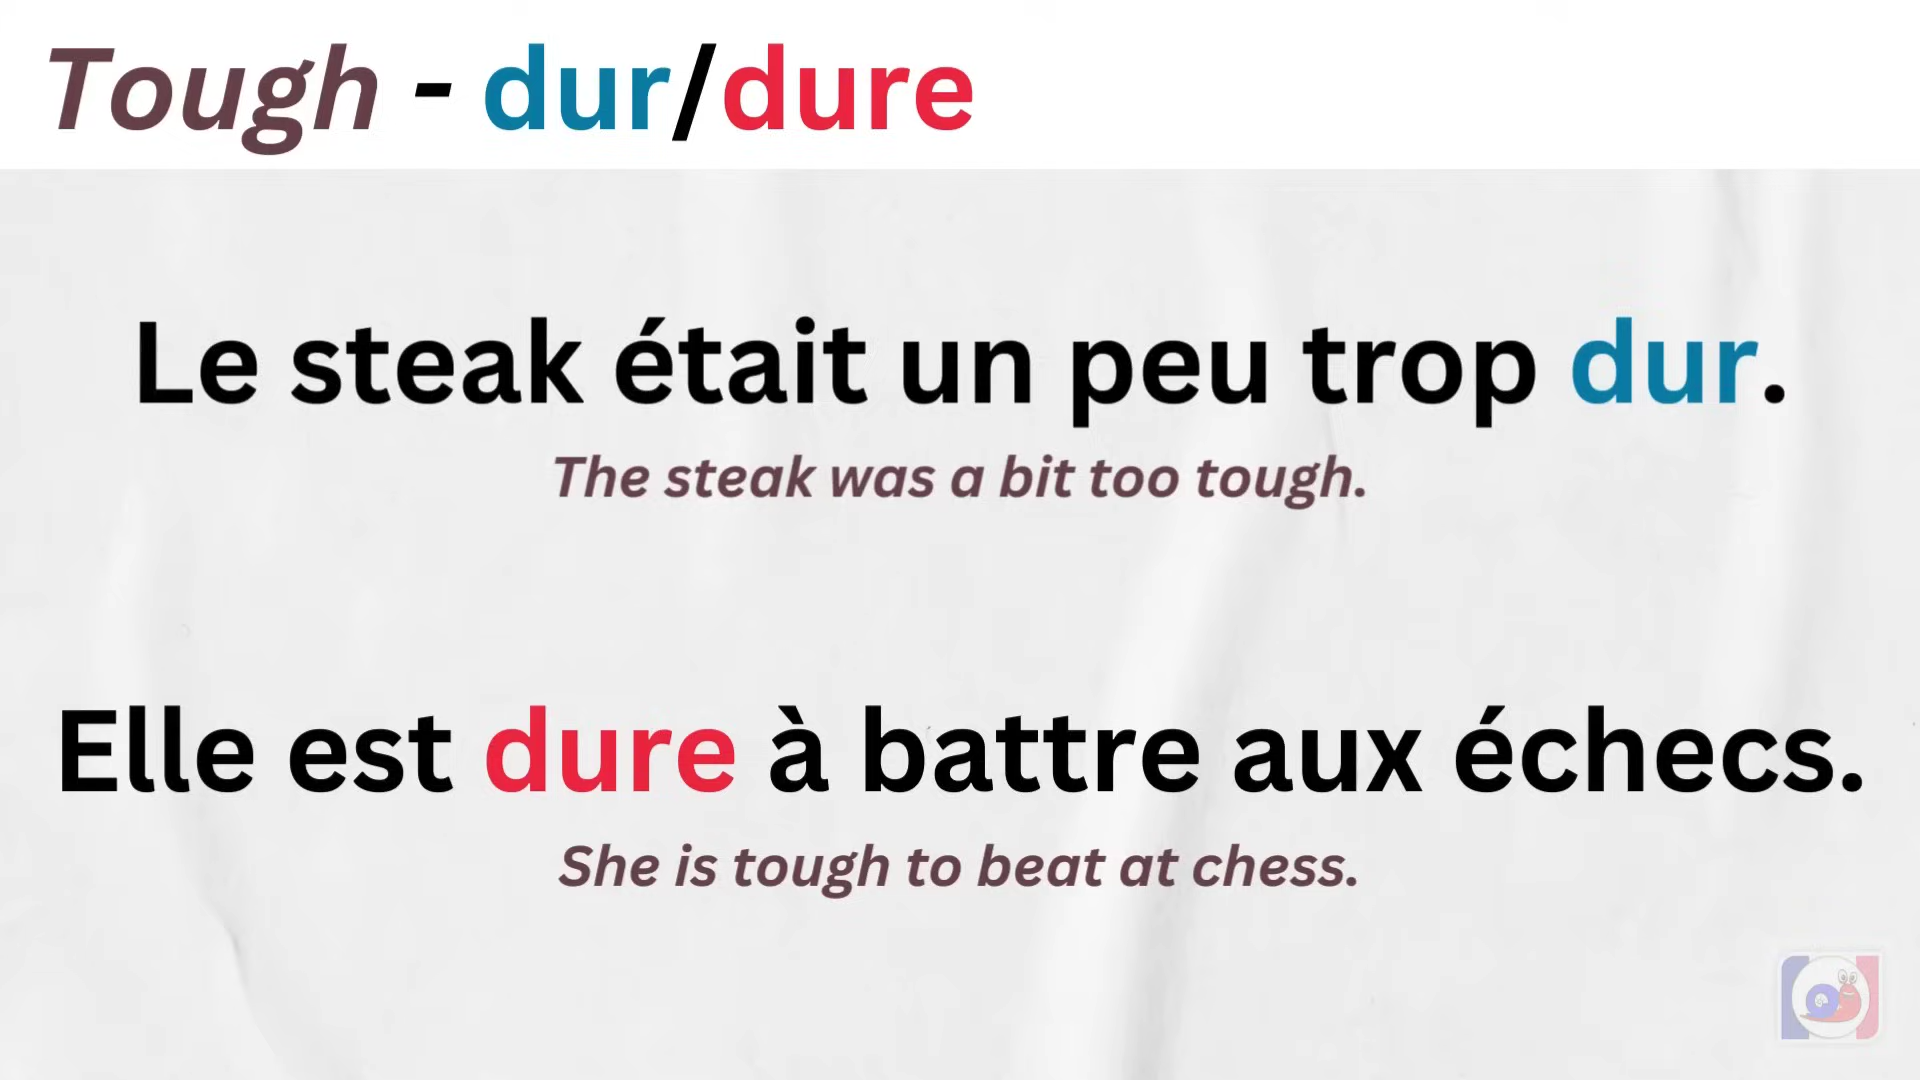 Tough - dur/dure
Le steak était un peu trop dur.
The steak was a bit too tough.
Elle est dure à battre aux échecs.
She is tough to beat at chess.